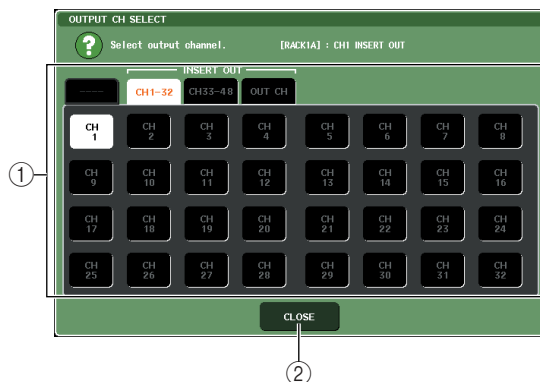 OUTPUT CH SELECT
? Select output channel. [RACK1A] : CH1 INSERT OUT
INSERT OUT
---- CH1-32 CH33-48 OUT CH
CH 1 CH 2 CH 3 CH 4 CH 5 CH 6 CH 7 CH 8
① CH 9 CH 10 CH 11 CH 12 CH 13 CH 14 CH 15 CH 16
CH 17 CH 18 CH 19 CH 20 CH 21 CH 22 CH 23 CH 24
CH 25 CH 26 CH 27 CH 28 CH 29 CH 30 CH 31 CH 32
CLOSE
②